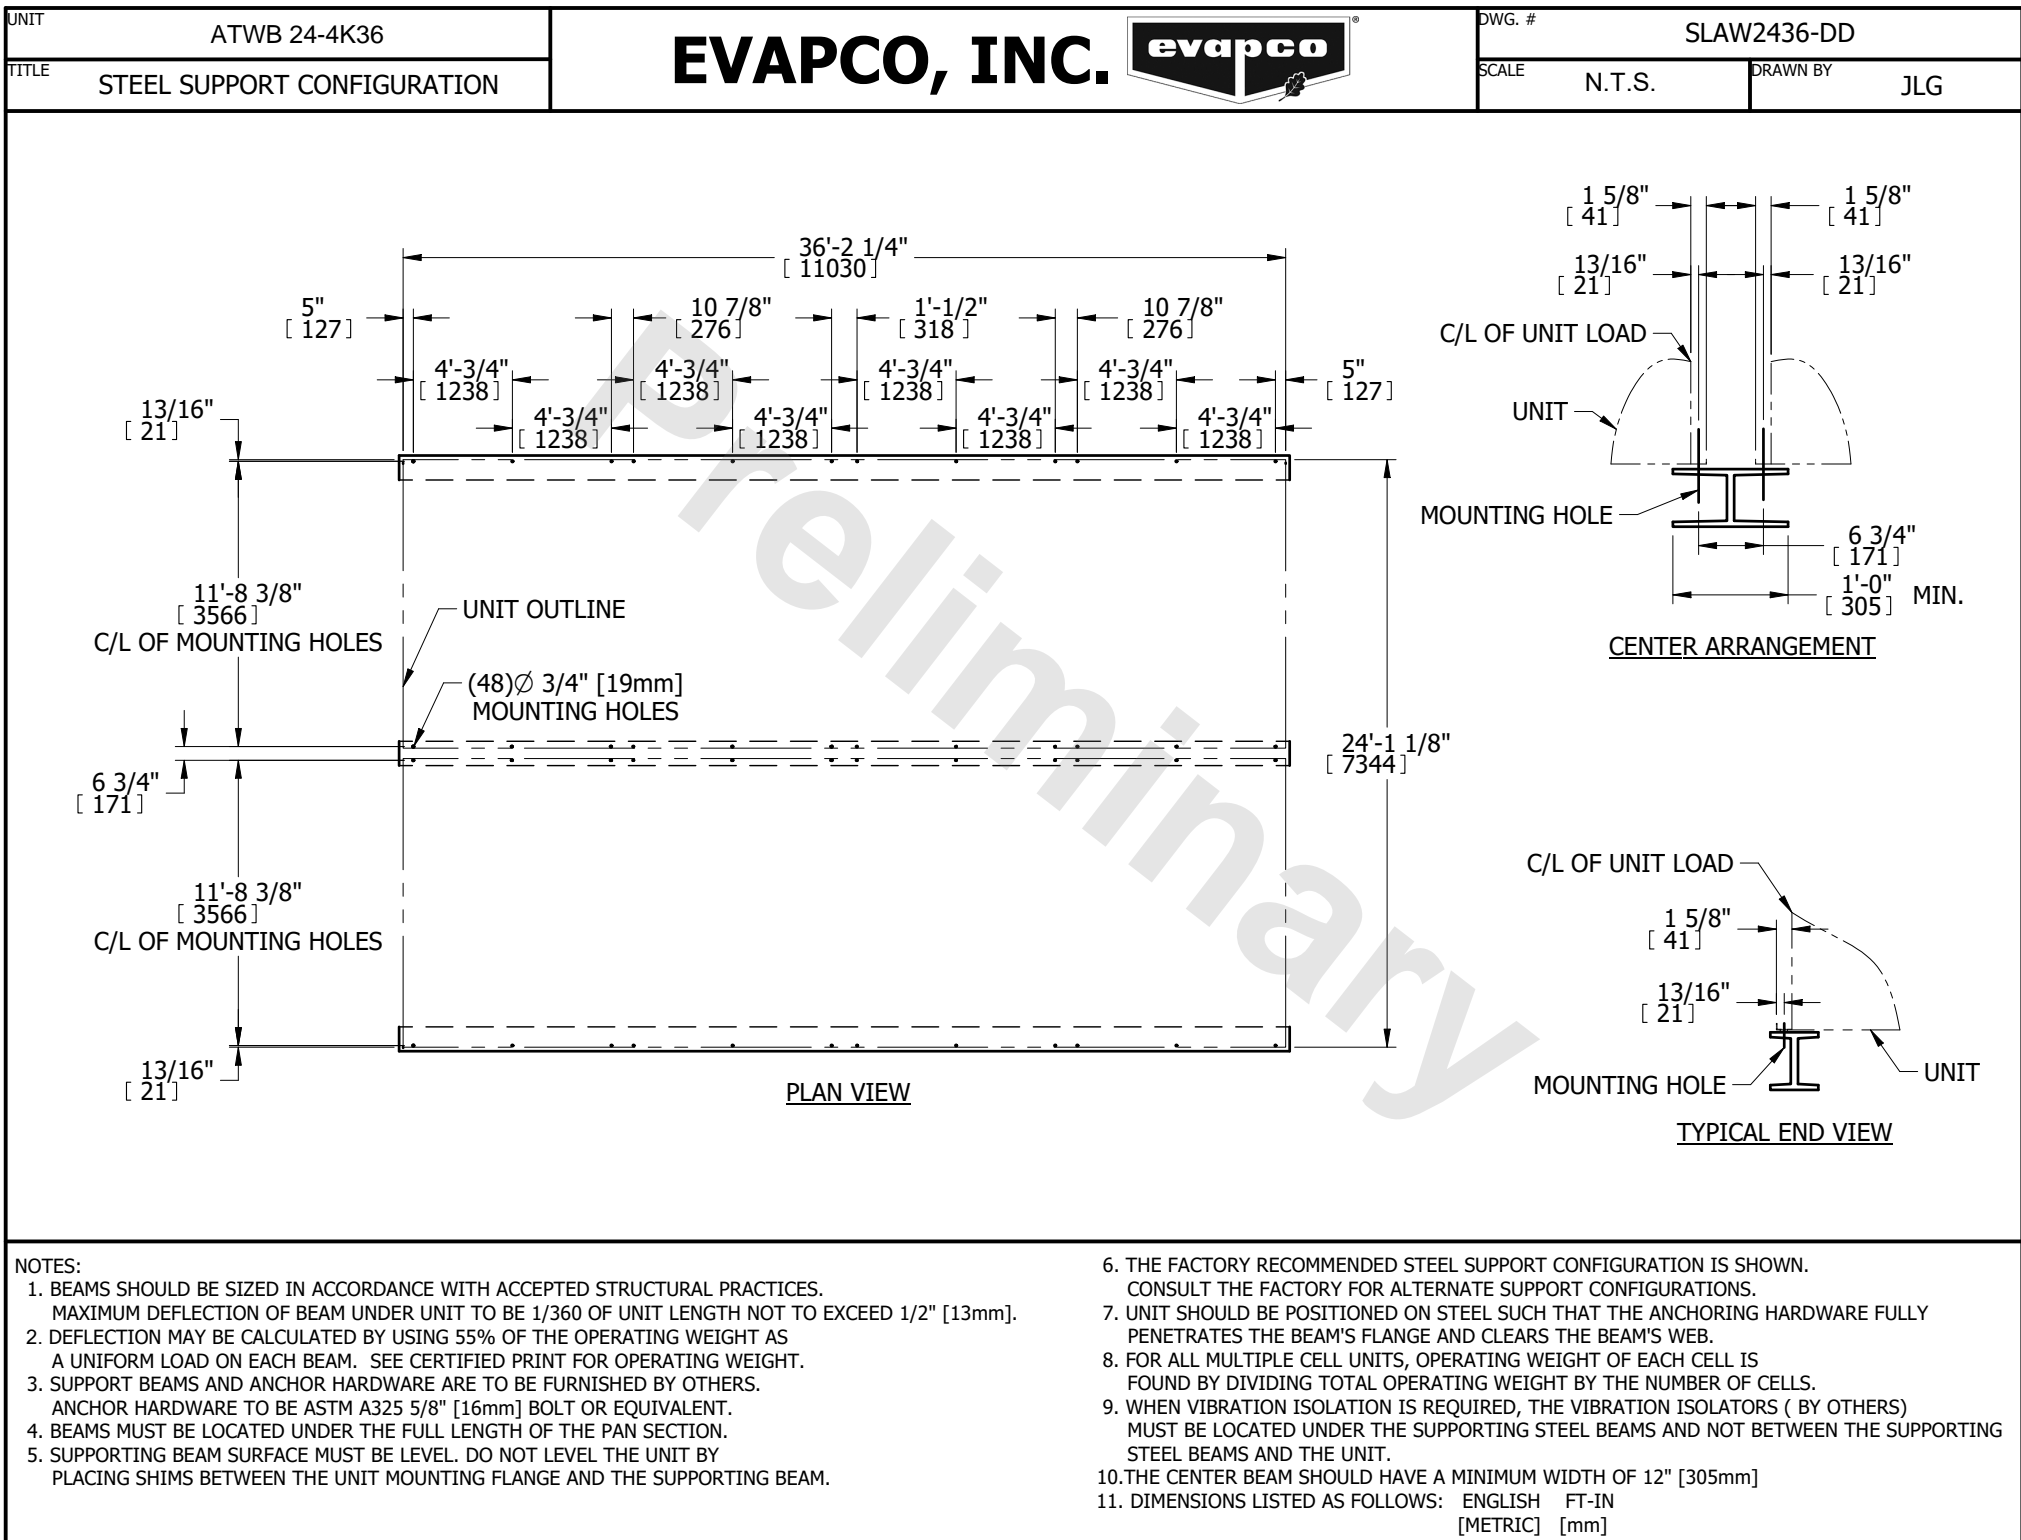 UNIT
ATWB 24-4K36
TITLE
STEEL SUPPORT CONFIGURATION
EVAPCO, INC.
evapco
®
DWG. #
SLAW2436-DD
SCALE
N.T.S.
DRAWN BY
JLG
36'-2 1/4"
[ 11030]
5"
[ 127]
10 7/8"
[ 276]
1'-1/2"
[ 318]
10 7/8"
[ 276]
4'-3/4"
[ 1238]
4'-3/4"
[ 1238]
4'-3/4"
[ 1238]
4'-3/4"
[ 1238]
5"
[ 127]
4'-3/4"
[ 1238]
4'-3/4"
[ 1238]
4'-3/4"
[ 1238]
4'-3/4"
[ 1238]
13/16"
[ 21]
11'-8 3/8"
[ 3566]
C/L OF MOUNTING HOLES
UNIT OUTLINE
(48)Ø 3/4" [19mm]
MOUNTING HOLES
6 3/4"
[ 171]
24'-1 1/8"
[ 7344]
11'-8 3/8"
[ 3566]
C/L OF MOUNTING HOLES
13/16"
[ 21]
PLAN VIEW
Preliminary
1 5/8"
[ 41]
1 5/8"
[ 41]
13/16"
[ 21]
13/16"
[ 21]
C/L OF UNIT LOAD
UNIT
MOUNTING HOLE
6 3/4"
[ 171]
1'-0"
[ 305] MIN.
CENTER ARRANGEMENT
C/L OF UNIT LOAD
1 5/8"
[ 41]
13/16"
[ 21]
MOUNTING HOLE
UNIT
TYPICAL END VIEW
NOTES:
1. BEAMS SHOULD BE SIZED IN ACCORDANCE WITH ACCEPTED STRUCTURAL PRACTICES.
MAXIMUM DEFLECTION OF BEAM UNDER UNIT TO BE 1/360 OF UNIT LENGTH NOT TO EXCEED 1/2" [13mm].
2. DEFLECTION MAY BE CALCULATED BY USING 55% OF THE OPERATING WEIGHT AS
A UNIFORM LOAD ON EACH BEAM. SEE CERTIFIED PRINT FOR OPERATING WEIGHT.
3. SUPPORT BEAMS AND ANCHOR HARDWARE ARE TO BE FURNISHED BY OTHERS.
ANCHOR HARDWARE TO BE ASTM A325 5/8" [16mm] BOLT OR EQUIVALENT.
4. BEAMS MUST BE LOCATED UNDER THE FULL LENGTH OF THE PAN SECTION.
5. SUPPORTING BEAM SURFACE MUST BE LEVEL. DO NOT LEVEL THE UNIT BY
PLACING SHIMS BETWEEN THE UNIT MOUNTING FLANGE AND THE SUPPORTING BEAM.
6. THE FACTORY RECOMMENDED STEEL SUPPORT CONFIGURATION IS SHOWN.
CONSULT THE FACTORY FOR ALTERNATE SUPPORT CONFIGURATIONS.
7. UNIT SHOULD BE POSITIONED ON STEEL SUCH THAT THE ANCHORING HARDWARE FULLY
PENETRATES THE BEAM'S FLANGE AND CLEARS THE BEAM'S WEB.
8. FOR ALL MULTIPLE CELL UNITS, OPERATING WEIGHT OF EACH CELL IS
FOUND BY DIVIDING TOTAL OPERATING WEIGHT BY THE NUMBER OF CELLS.
9. WHEN VIBRATION ISOLATION IS REQUIRED, THE VIBRATION ISOLATORS ( BY OTHERS)
MUST BE LOCATED UNDER THE SUPPORTING STEEL BEAMS AND NOT BETWEEN THE SUPPORTING
STEEL BEAMS AND THE UNIT.
10.THE CENTER BEAM SHOULD HAVE A MINIMUM WIDTH OF 12" [305mm]
11. DIMENSIONS LISTED AS FOLLOWS: ENGLISH FT-IN
[METRIC] [mm]